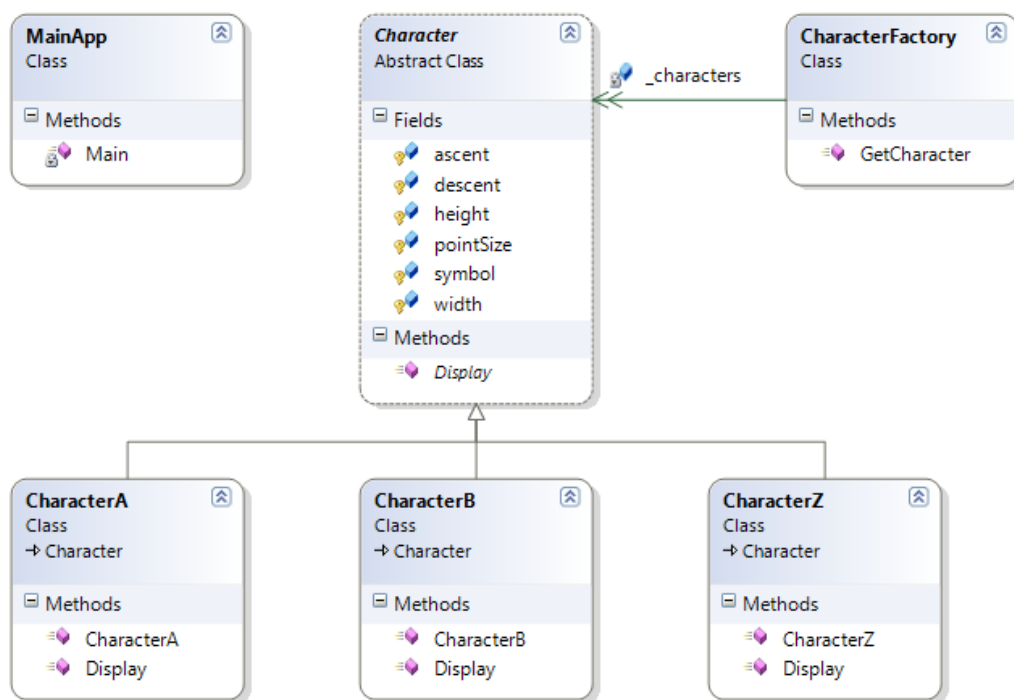 MainApp
Class
Methods
Main
Character
Abstract Class
Fields
ascent
descent
height
pointSize
symbol
width
Methods
Display
_characters
CharacterFactory
Class
Methods
GetCharacter
CharacterA
Class
Character
Methods
CharacterA
Display
CharacterB
Class
Character
Methods
CharacterB
Display
CharacterZ
Class
Character
Methods
CharacterZ
Display